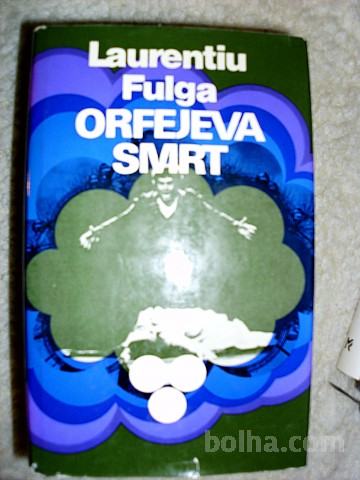 Laurentiu
Fulga
ORFEJEVA
SMRT
bolha.com